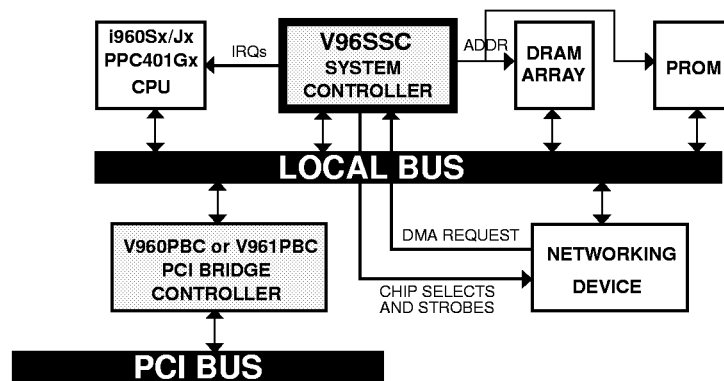 i960Sx/Jx
PPC401Gx
CPU
IRQs
V96SSC
SYSTEM
CONTROLLER
ADDR
DRAM
ARRAY
PROM
LOCAL BUS
V960PBC or V961PBC
PCI BRIDGE
CONTROLLER
DMA REQUEST
CHIP SELECTS
AND STROBES
NETWORKING
DEVICE
PCI BUS